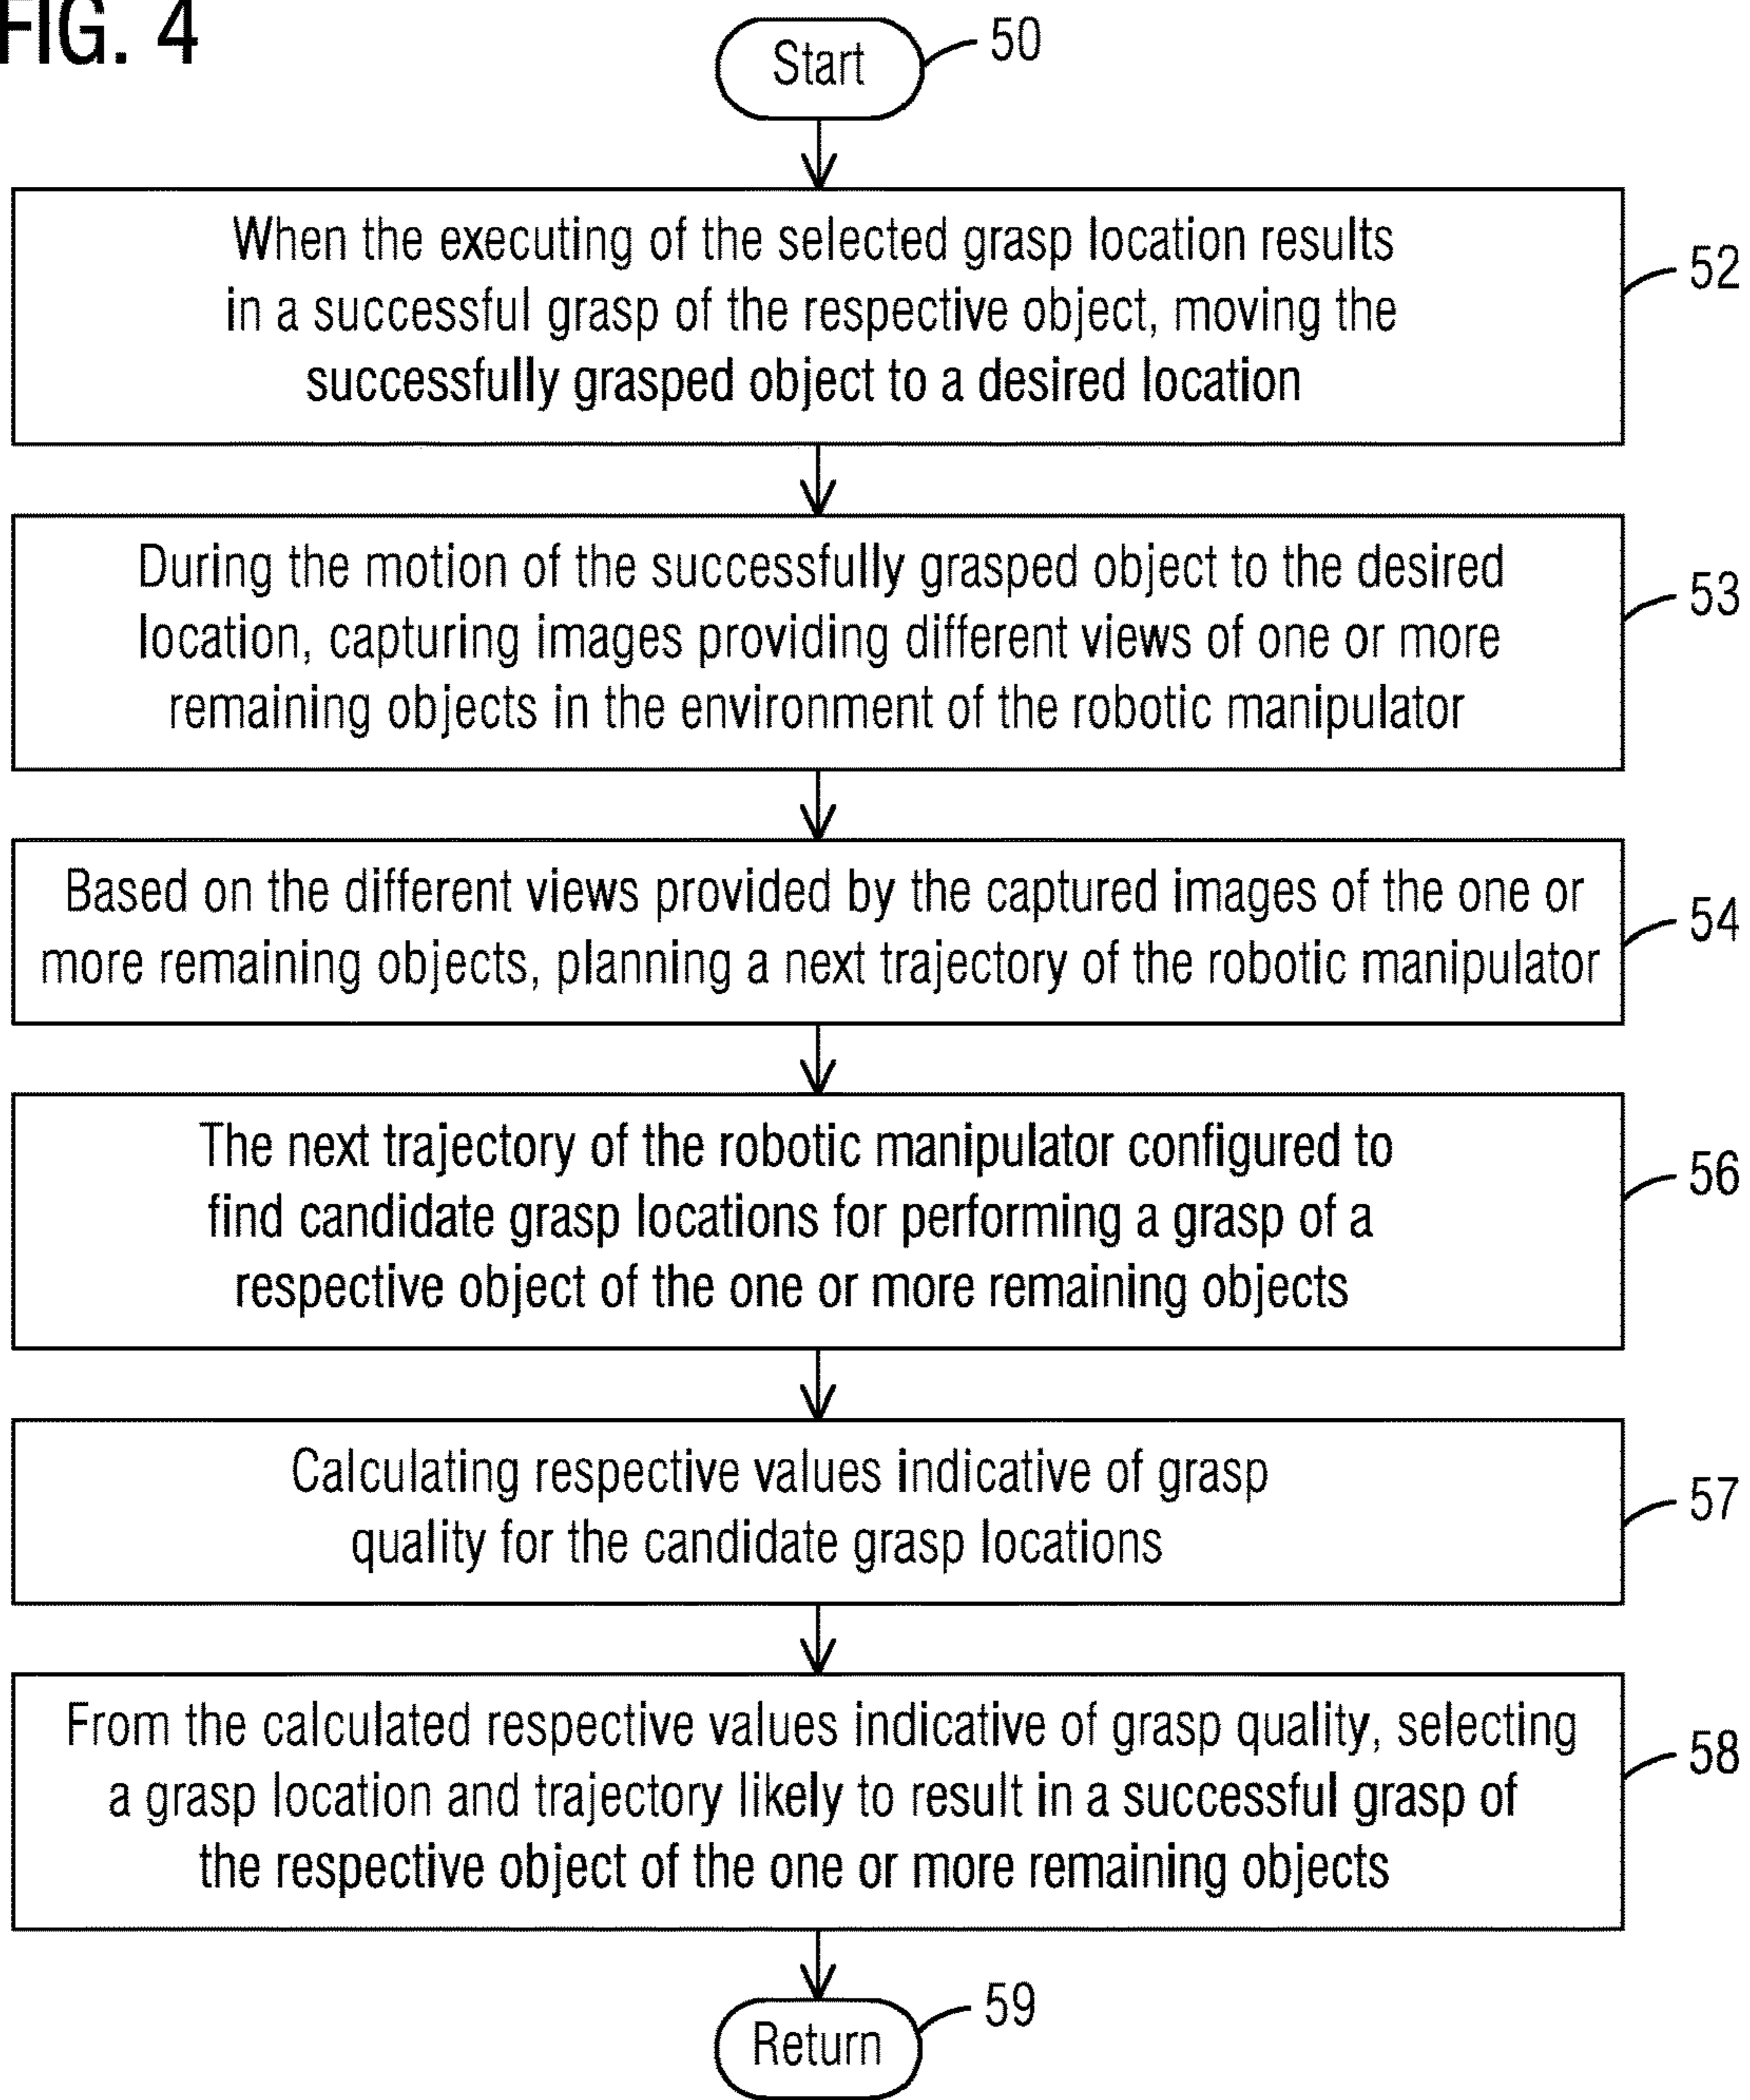 FIG. 4
Start
50
When the executing of the selected grasp location results
in a successful grasp of the respective object, moving the
successfully grasped object to a desired location
52
During the motion of the successfully grasped object to the desired
location, capturing images providing different views of one or more
remaining objects in the environment of the robotic manipulator
53
Based on the different views provided by the captured images of the one or
more remaining objects, planning a next trajectory of the robotic manipulator
54
The next trajectory of the robotic manipulator configured to
find candidate grasp locations for performing a grasp of a
respective object of the one or more remaining objects
56
Calculating respective values indicative of grasp
quality for the candidate grasp locations
57
From the calculated respective values indicative of grasp quality, selecting
a grasp location and trajectory likely to result in a successful grasp of
the respective object of the one or more remaining objects
58
Return
59